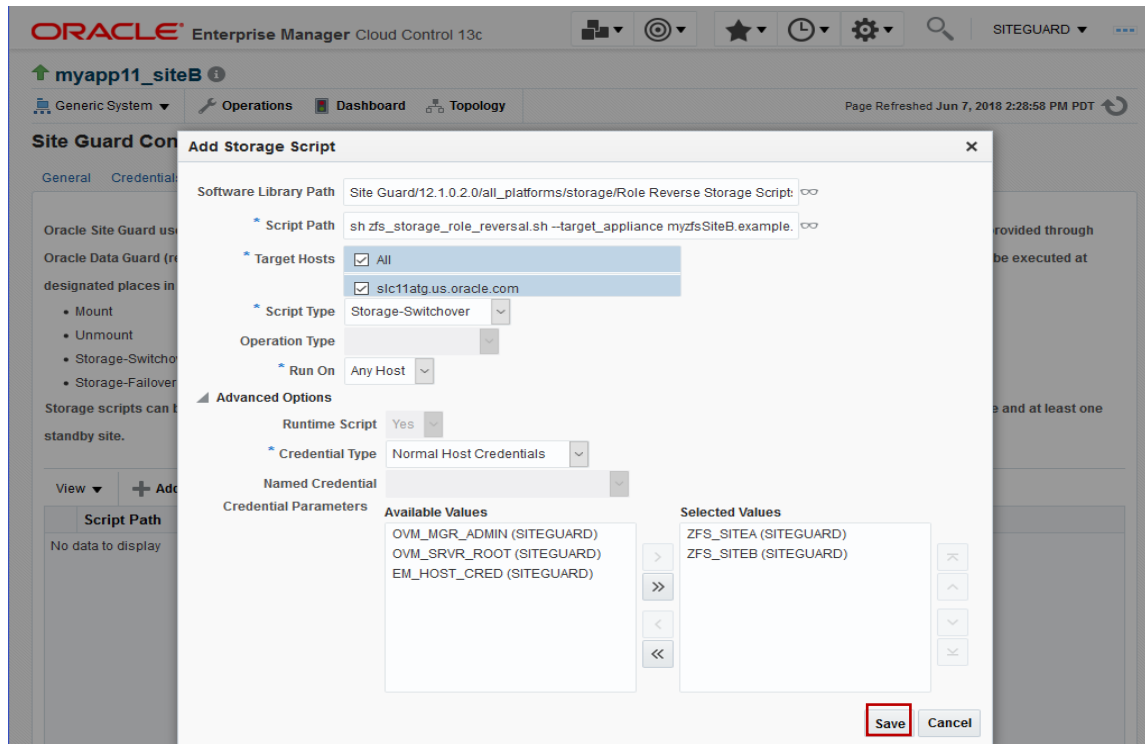 ORACLE Enterprise Manager Cloud Control 13c SITEGUARD
myapp11_siteB
Generic System Operations Dashboard Topology Page Refreshed Jun 7, 2018 2:28:58 PM PDT
Site Guard Con
Add Storage Script
General Credential
Software Library Path Site Guard/12.1.0.2.0/all_platforms/storage/Role Reverse Storage Script
Oracle Site Guard us * Script Path sh zfs_storage_role_reversal.sh --target_appliance myzfsSiteB.example. rovided through
Oracle Data Guard (re * Target Hosts All be executed at
designated places in slc11atg.us.oracle.com
• Mount * Script Type Storage-Switchover
• Unmount Operation Type
• Storage-Switcho
• Storage-Failover * Run On Any Host
Advanced Options
Storage scripts can b e and at least one
standby site. Runtime Script Yes
* Credential Type Normal Host Credentials
Named Credential
View Add Credential Parameters Available Values Selected Values
Script Path OVM_MGR_ADMIN (SITEGUARD) ZFS_SITEA (SITEGUARD)
No data to display OVM_SRVR_ROOT (SITEGUARD) ZFS_SITEB (SITEGUARD)
EM_HOST_CRED (SITEGUARD)
Save Cancel